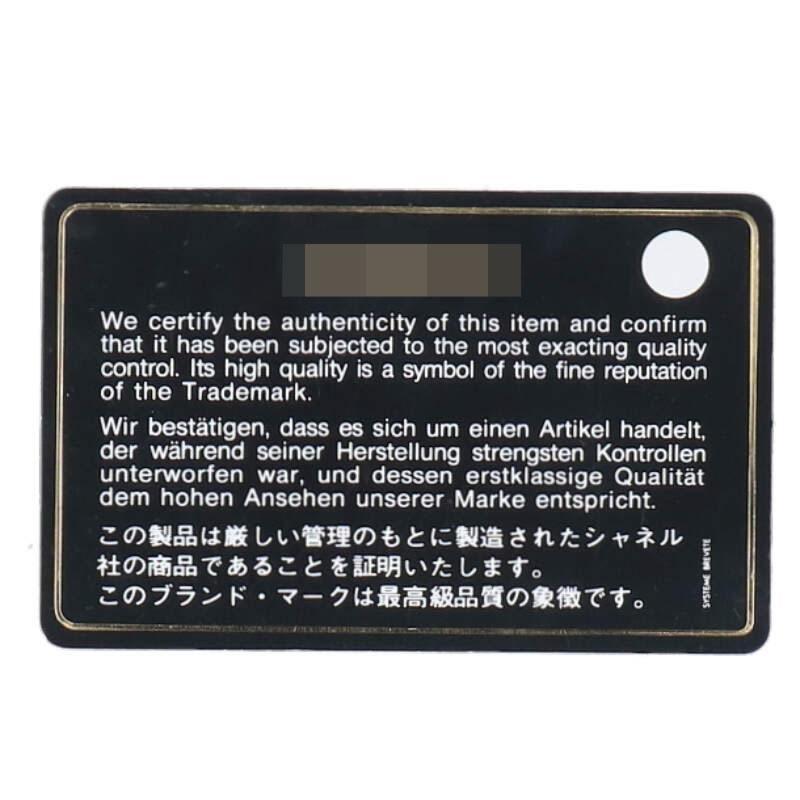 We certify the authenticity of this item and confirm
that it has been subjected to the most exacting quality
control. Its high quality is a symbol of the fine reputation
of the Trademark.
Wir bestätigen, dass es sich um einen Artikel handelt,
der während seiner Herstellung strengsten Kontrollen
unterworfen war, und dessen erstklassige Qualität
dem hohen Ansehen unserer Marke entspricht.
この製品は厳しい管理のもとに製造されたシャネル
社の商品であることを証明いたします。
このブランド・マークは最高級品質の象徴です。
SYSTEME BREVETE